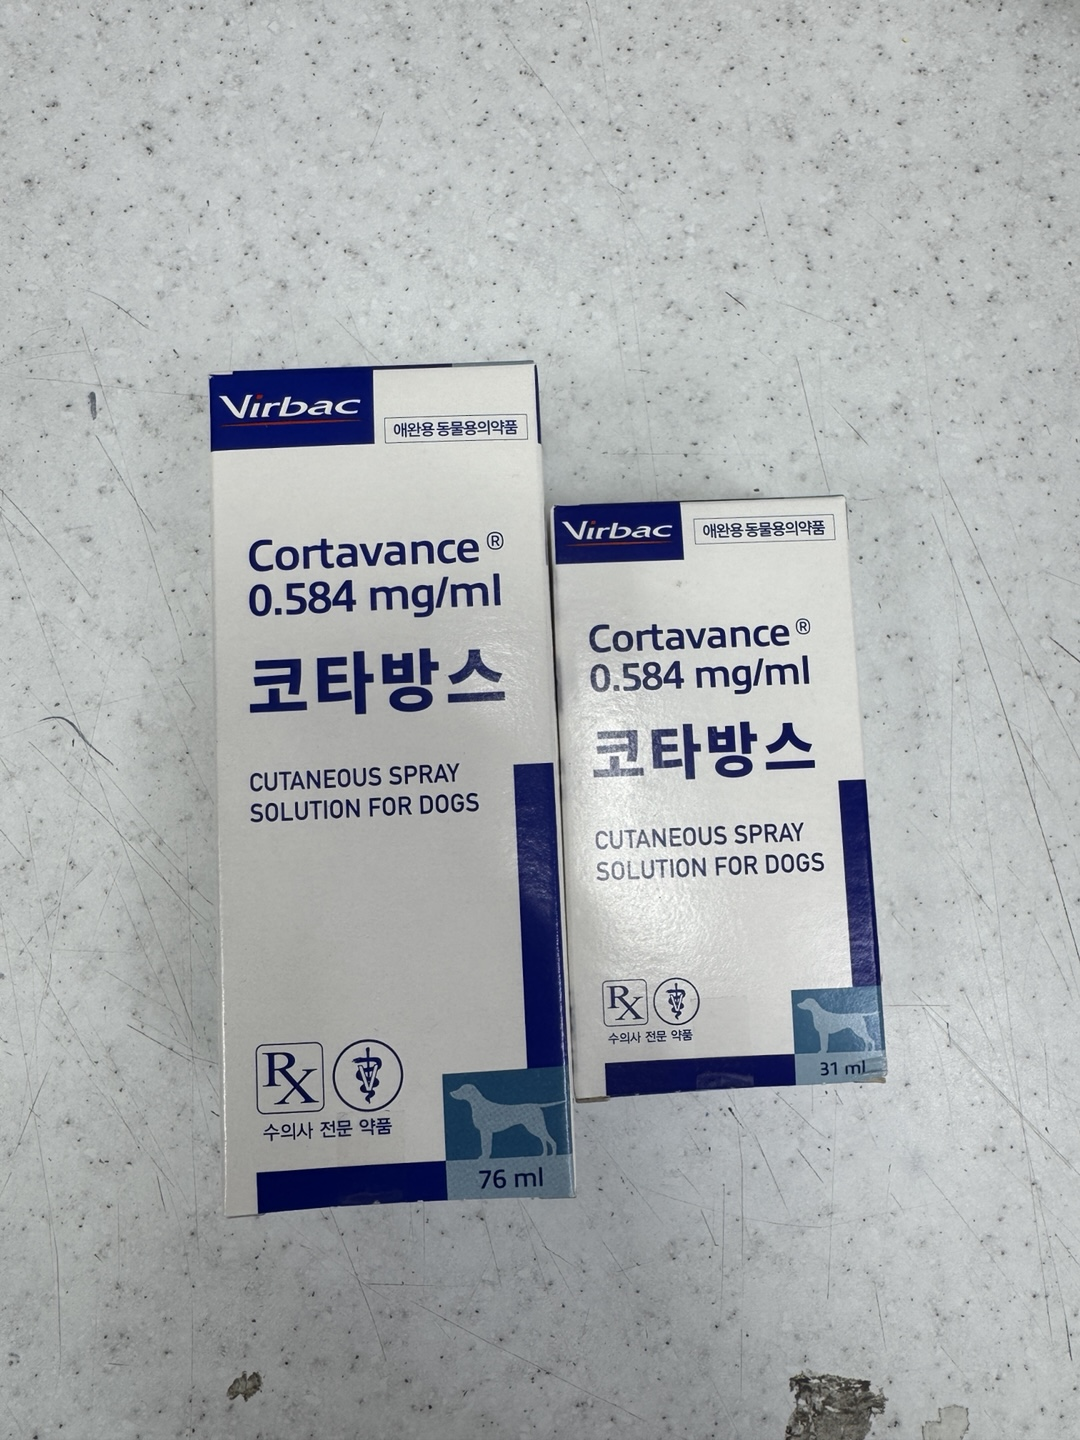 Virbac
애완용 동물용의약품
Cortavance®
0.584 mg/ml
코타방스
CUTANEOUS SPRAY
SOLUTION FOR DOGS
RX
V
수의사 전문 약품
76 ml
Virbac
애완용 동물용의약품
Cortavance®
0.584 mg/ml
코타방스
CUTANEOUS SPRAY
SOLUTION FOR DOGS
RX
V
수의사 전문 약품
31 ml